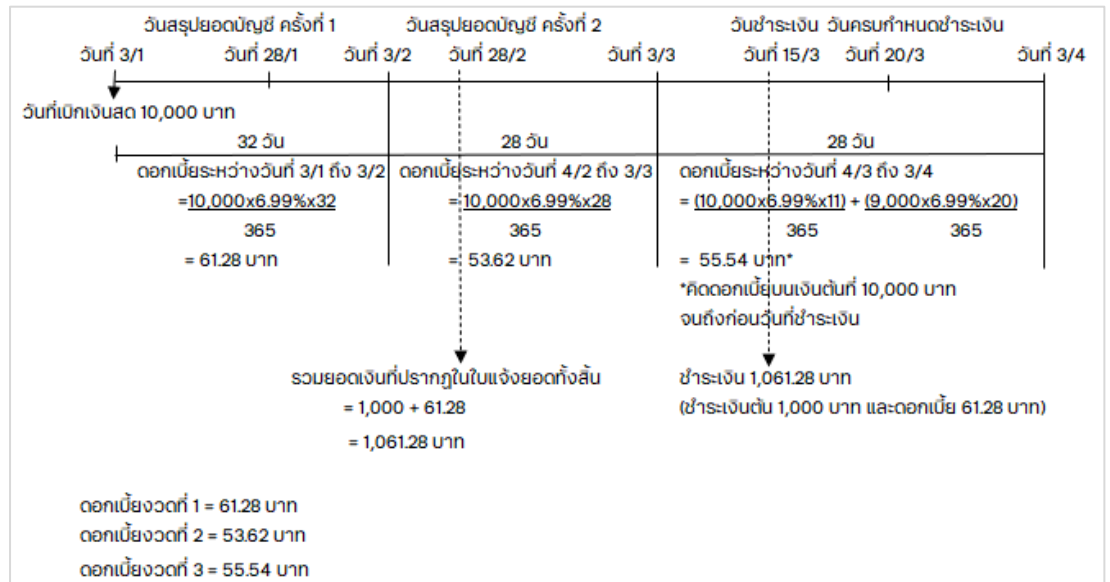 วันสรุปยอดบัญชี ครั้งที่ 1 วันสรุปยอดบัญชี ครั้งที่ 2 วันชำระเงิน วันครบกำหนดชำระเงิน
วันที่ 3/1 วันที่ 28/1 วันที่ 3/2 วันที่ 28/2 วันที่ 3/3 วันที่ 15/3 วันที่ 20/3 วันที่ 3/4
วันที่เบิกเงินสด 10,000 บาท
32 วัน 28 วัน 28 วัน
ดอกเบี้ยระหว่างวันที่ 3/1 ถึง 3/2 ดอกเบี้ยระหว่างวันที่ 4/2 ถึง 3/3 ดอกเบี้ยระหว่างวันที่ 4/3 ถึง 3/4
=10,000x6.99%x32 = 10,000x6.99%x28 = (10,000x6.99%x11) + (9,000x6.99%x20)
365 365 365 365
= 61.28 บาท = 53.62 บาท = 55.54 บาท*
*คิดดอกเบี้ยบนเงินต้นที่ 10,000 บาท
จนถึงก่อนวันที่ชำระเงิน
รวมยอดเงินที่ปรากฏในใบแจ้งยอดทั้งสิ้น ชำระเงิน 1,061.28 บาท
= 1,000 + 61.28 (ชำระเงินต้น 1,000 บาท และดอกเบี้ย 61.28 บาท)
= 1,061.28 บาท
ดอกเบี้ยงวดที่ 1 = 61.28 บาท
ดอกเบี้ยงวดที่ 2 = 53.62 บาท
ดอกเบี้ยงวดที่ 3 = 55.54 บาท